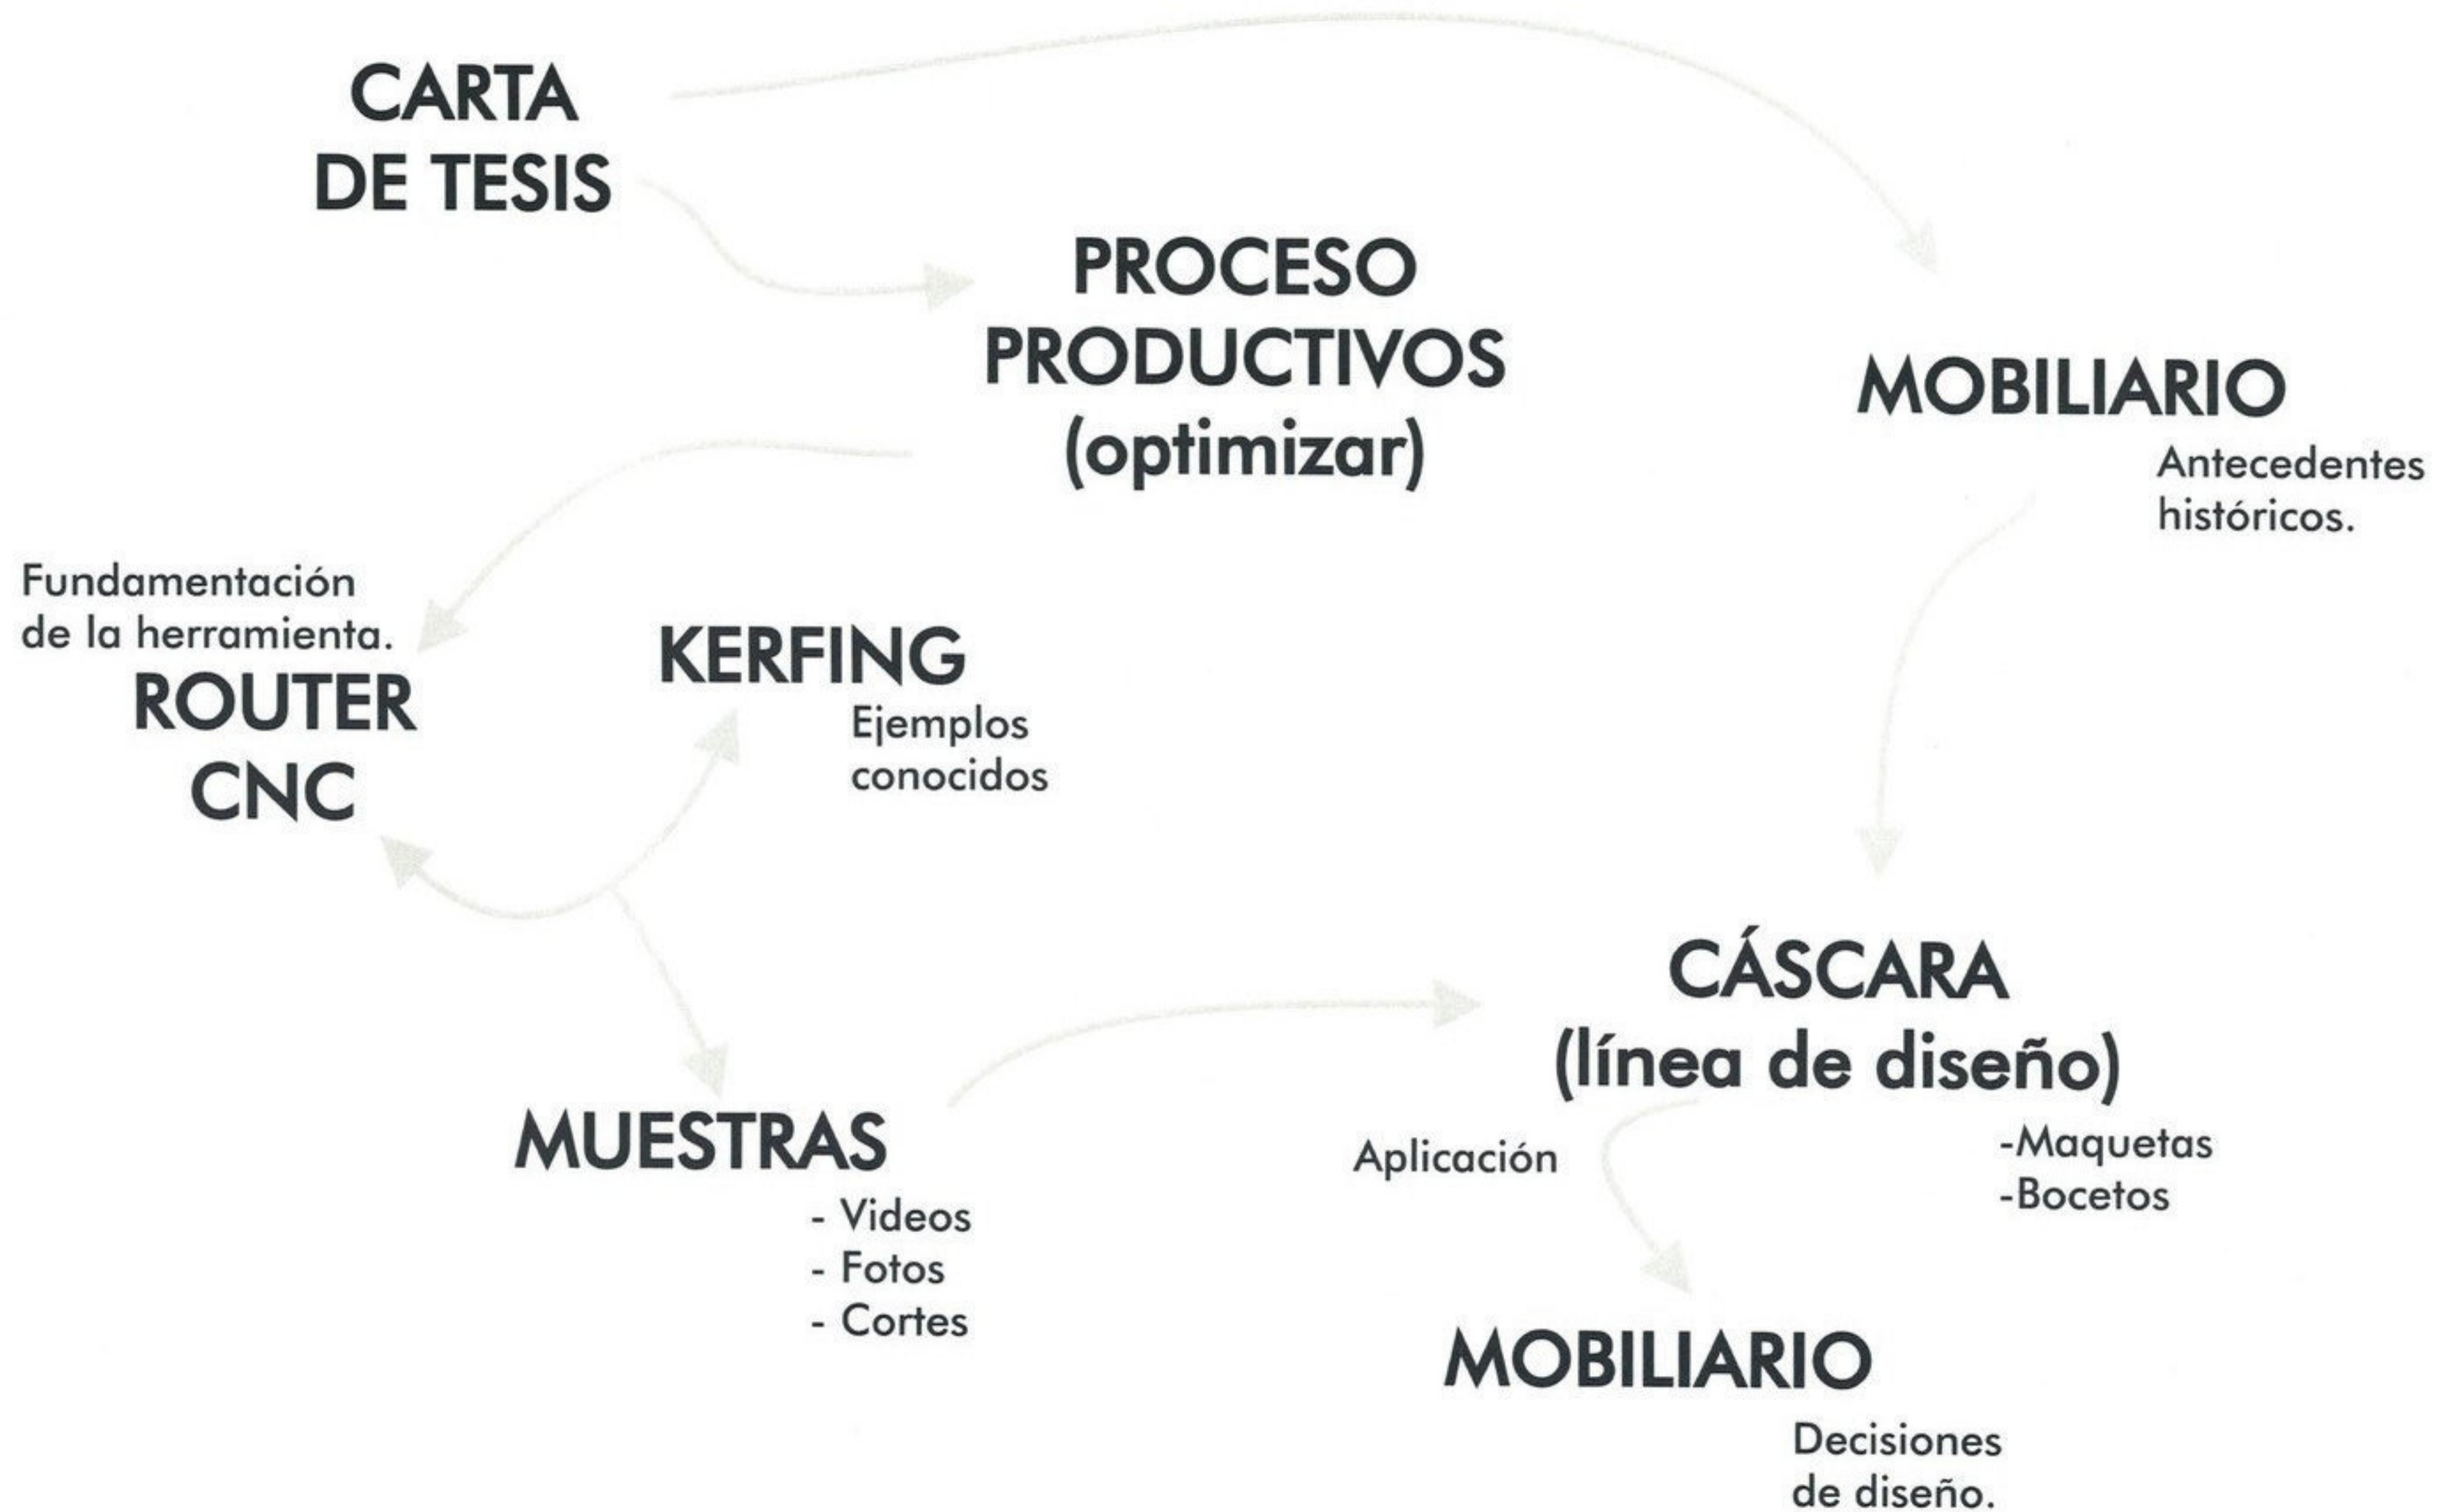 CARTA
DE TESIS
PROCESO
PRODUCTIVOS
(optimizar)
MOBILIARIO
Antecedentes
históricos.
Fundamentación
de la herramienta.
ROUTER
CNC
KERFING
Ejemplos
conocidos
MUESTRAS
- Videos
- Fotos
- Cortes
CÁSCARA
(línea de diseño)
Aplicación
-Maquetas
-Bocetos
MOBILIARIO
Decisiones
de diseño.